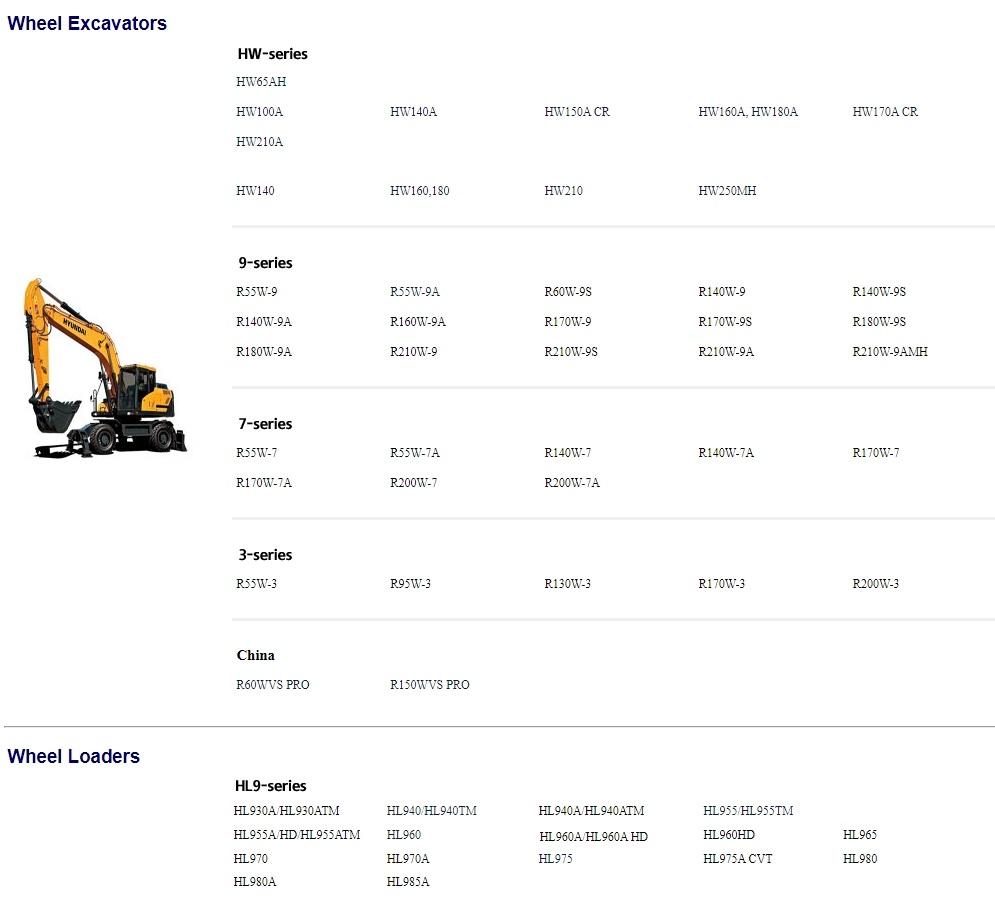 Wheel Excavators
HW-series
HW65AH
HW100A HW140A HW150A CR HW160A, HW180A HW170A CR
HW210A
HW140 HW160,180 HW210 HW250MH
9-series
R55W-9 R55W-9A R60W-9S R140W-9 R140W-9S
R140W-9A R160W-9A R170W-9 R170W-9S R180W-9S
R180W-9A R210W-9 R210W-9S R210W-9A R210W-9AMH
HYUNDAI
7-series
R55W-7 R55W-7A R140W-7 R140W-7A R170W-7
R170W-7A R200W-7 R200W-7A
3-series
R55W-3 R95W-3 R130W-3 R170W-3 R200W-3
China
R60WVS PRO R150WVS PRO
Wheel Loaders
HL9-series
HL930A/HL930ATM HL940/HL940TM HL940A/HL940ATM HL955/HL955TM
HL955A/HD/HL955ATM HL960 HL960A/HL960A HD HL960HD HL965
HL970 HL970A HL975 HL975A CVT HL980
HL980A HL985A